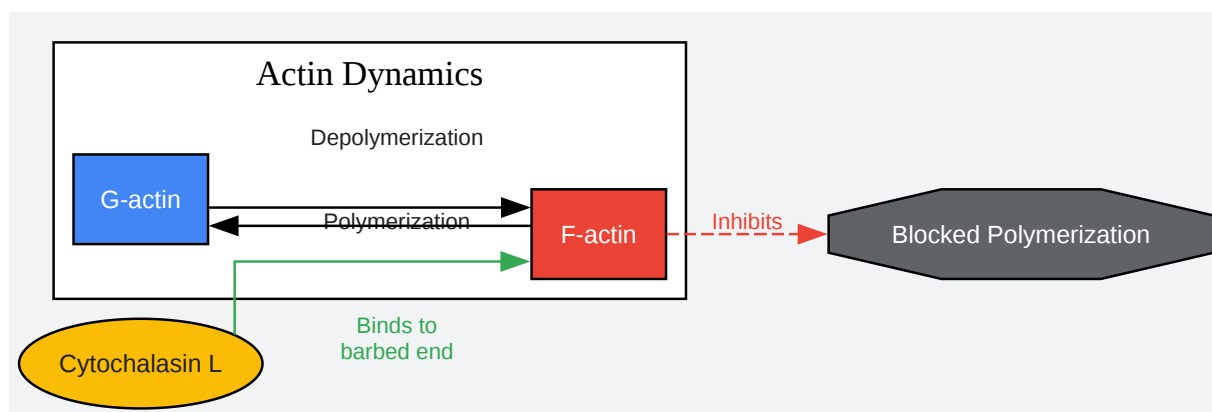 Actin Dynamics
Depolymerization
G-actin
Polymerization
F-actin
Inhibits
Blocked Polymerization
Binds to
barbed end
Cytochalasin L